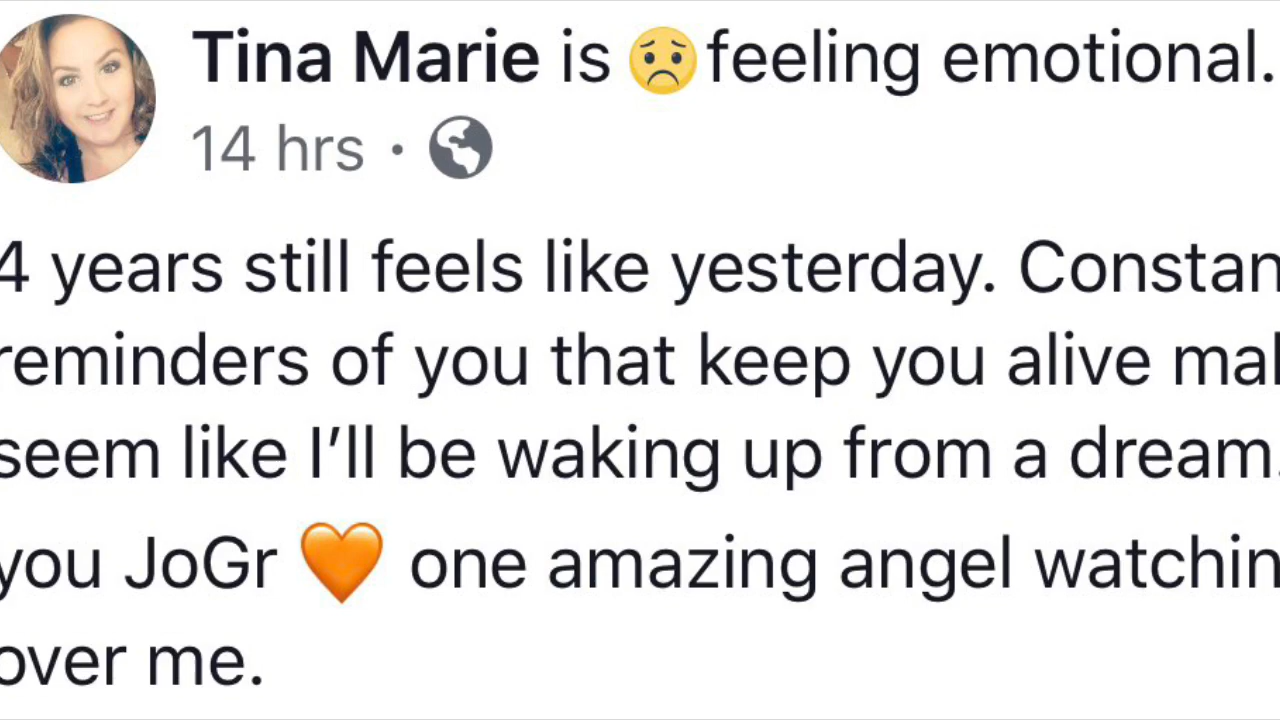 Tina Marie is 😟 feeling emotional.
14 hrs ·
4 years still feels like yesterday. Constan
reminders of you that keep you alive mak
seem like I’ll be waking up from a dream.
you JoGr 🧡 one amazing angel watchin
over me.